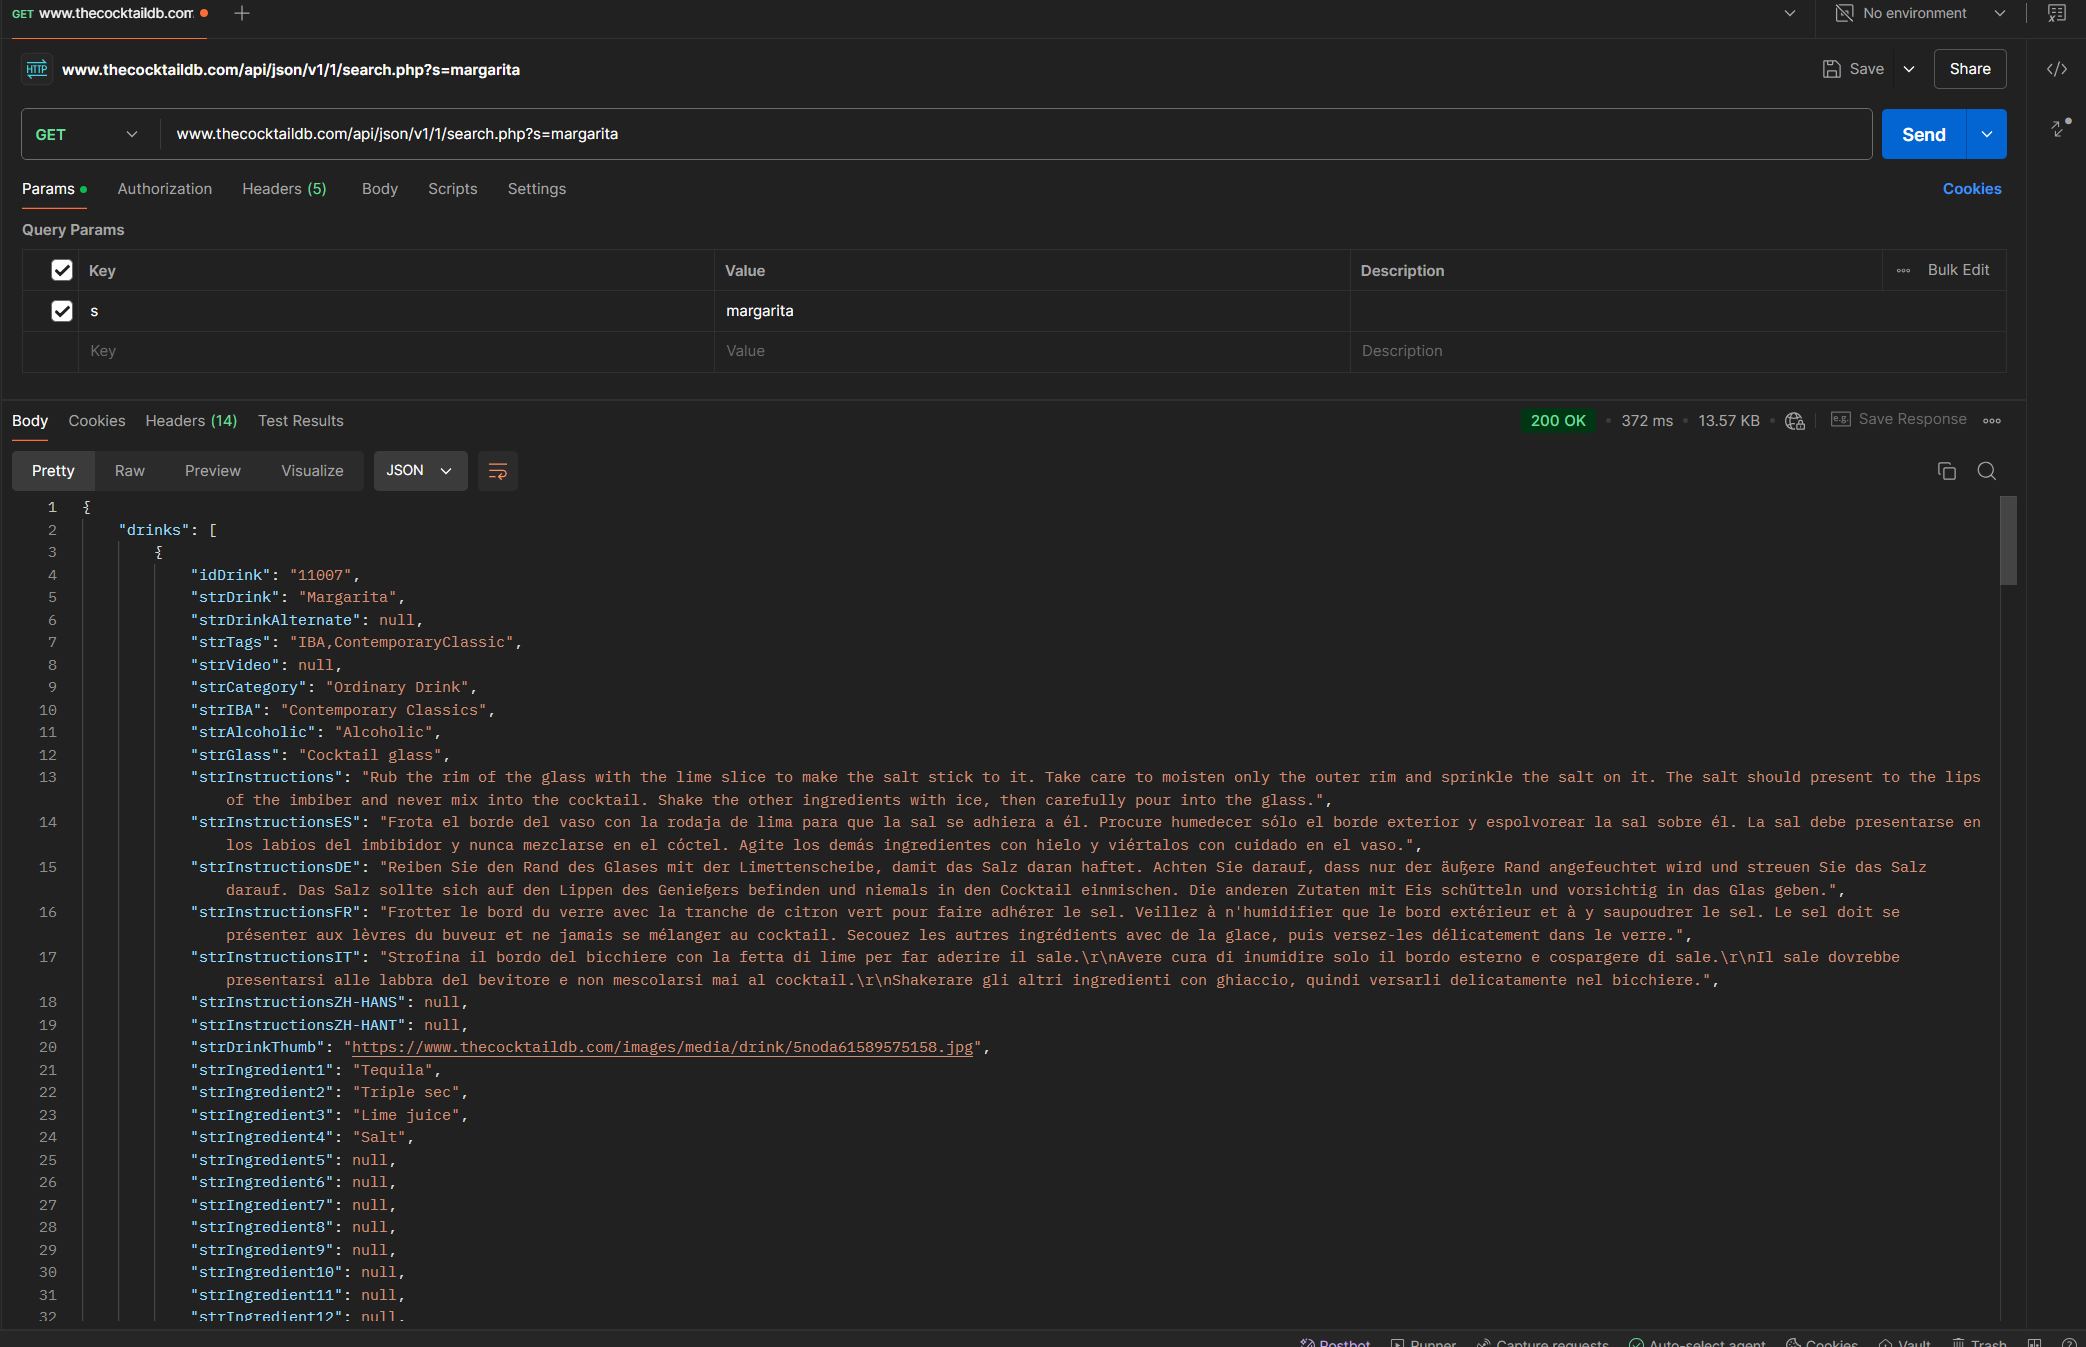 GET www.thecocktaildb.com
No environment
HTTP www.thecocktaildb.com/api/json/v1/1/search.php?s=margarita
Save
Share
GET www.thecocktaildb.com/api/json/v1/1/search.php?s=margarita
Send
Params Authorization Headers (5) Body Scripts Settings
Cookies
Query Params
Key Value Description Bulk Edit
s margarita
Key Value Description
Body Cookies Headers (14) Test Results
200 OK • 372 ms • 13.57 KB • e.g. Save Response
Pretty Raw Preview Visualize JSON
1 {
2 "drinks": [
3 {
4 "idDrink": "11007",
5 "strDrink": "Margarita",
6 "strDrinkAlternate": null,
7 "strTags": "IBA,ContemporaryClassic",
8 "strVideo": null,
9 "strCategory": "Ordinary Drink",
10 "strIBA": "Contemporary Classics",
11 "strAlcoholic": "Alcoholic",
12 "strGlass": "Cocktail glass",
13 "strInstructions": "Rub the rim of the glass with the lime slice to make the salt stick to it. Take care to moisten only the outer rim and sprinkle the salt on it. The salt should present to the lips
of the imbiber and never mix into the cocktail. Shake the other ingredients with ice, then carefully pour into the glass.",
14 "strInstructionsES": "Frota el borde del vaso con la rodaja de lima para que la sal se adhiera a él. Procure humedecer sólo el borde exterior y espolvorear la sal sobre él. La sal debe presentarse en
los labios del imbibidor y nunca mezclarse en el cóctel. Agite los demás ingredientes con hielo y viértalos con cuidado en el vaso.",
15 "strInstructionsDE": "Reiben Sie den Rand des Glases mit der Limettenscheibe, damit das Salz daran haftet. Achten Sie darauf, dass nur der äußere Rand angefeuchtet wird und streuen Sie das Salz
darauf. Das Salz sollte sich auf den Lippen des Genießers befinden und niemals in den Cocktail einmischen. Die anderen Zutaten mit Eis schütteln und vorsichtig in das Glas geben.",
16 "strInstructionsFR": "Frotter le bord du verre avec la tranche de citron vert pour faire adhérer le sel. Veillez à n'humidifier que le bord extérieur et à y saupoudrer le sel. Le sel doit se
présenter aux lèvres du buveur et ne jamais se mélanger au cocktail. Secouez les autres ingrédients avec de la glace, puis versez-les délicatement dans le verre.",
17 "strInstructionsIT": "Strofina il bordo del bicchiere con la fetta di lime per far aderire il sale.\r\nAvere cura di inumidire solo il bordo esterno e cospargere di sale.\r\nIl sale dovrebbe
presentarsi alle labbra del bevitore e non mescolarsi mai al cocktail.\r\nShakerare gli altri ingredienti con ghiaccio, quindi versarli delicatamente nel bicchiere.",
18 "strInstructionsZH-HANS": null,
19 "strInstructionsZH-HANT": null,
20 "strDrinkThumb": "https://www.thecocktaildb.com/images/media/drink/5noda61589575158.jpg",
21 "strIngredient1": "Tequila",
22 "strIngredient2": "Triple sec",
23 "strIngredient3": "Lime juice",
24 "strIngredient4": "Salt",
25 "strIngredient5": null,
26 "strIngredient6": null,
27 "strIngredient7": null,
28 "strIngredient8": null,
29 "strIngredient9": null,
30 "strIngredient10": null,
31 "strIngredient11": null,
32 "strIngredient12": null,
Postbot Runner Capture requests Auto-select agent Cookies Vault Trash